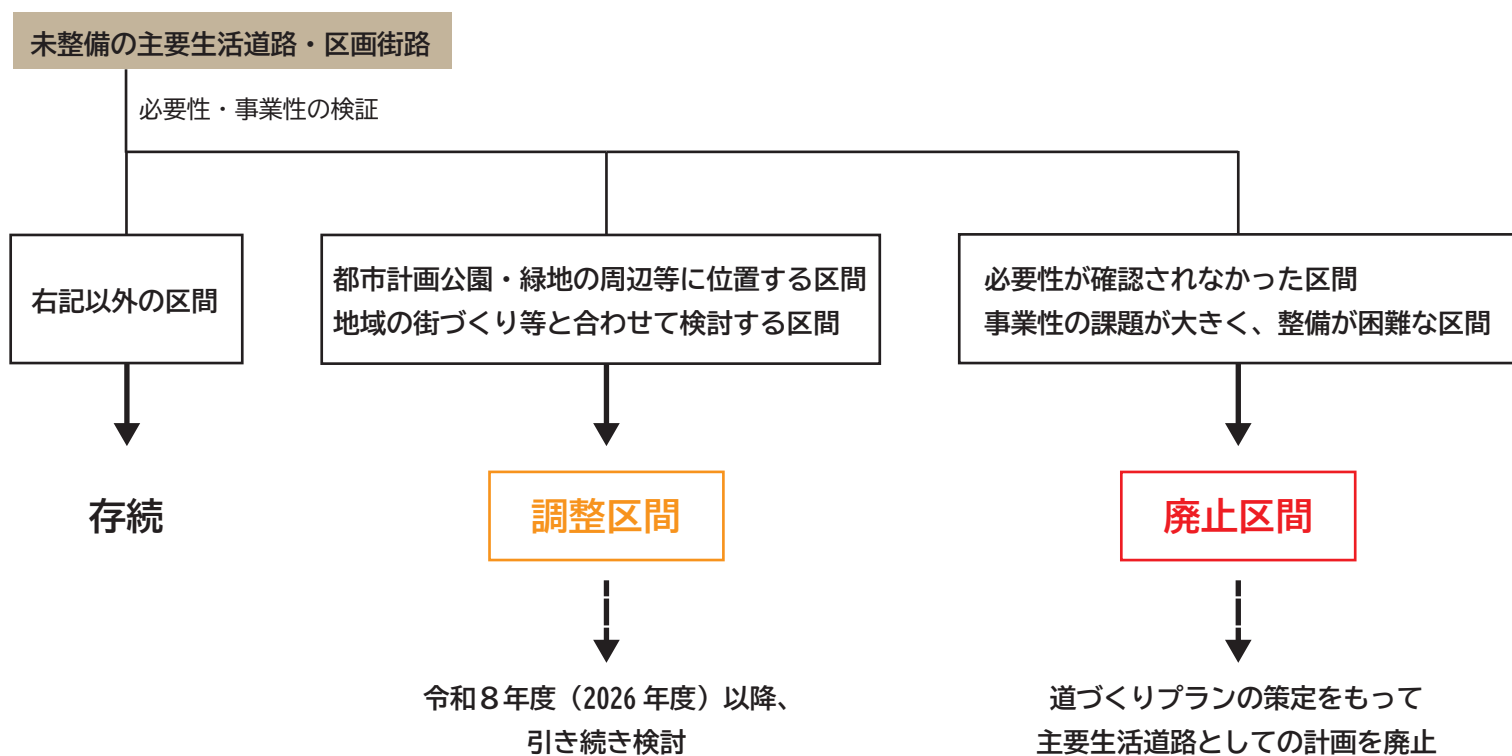 未整備の主要生活道路・区画街路
必要性・事業性の検証
右記以外の区間
都市計画公園・緑地の周辺等に位置する区間
地域の街づくり等と合わせて検討する区間
必要性が確認されなかった区間
事業性の課題が大きく、整備が困難な区間
存続
調整区間
廃止区間
令和８年度（2026 年度）以降、
引き続き検討
道づくりプランの策定をもって
主要生活道路としての計画を廃止